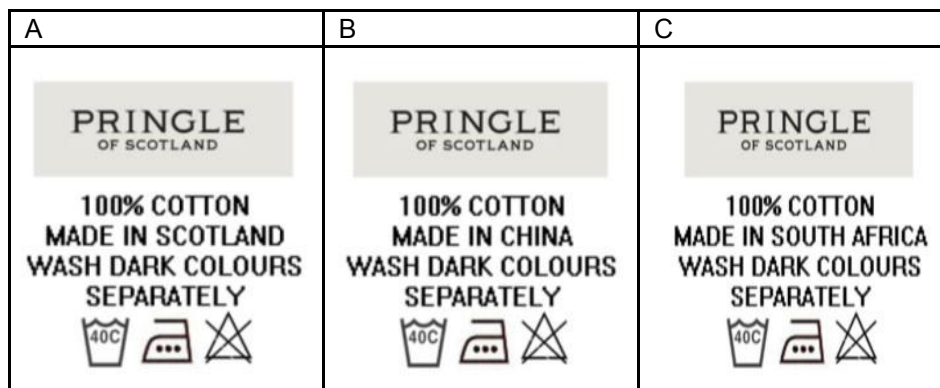 A
B
C
PRINGLE
OF SCOTLAND
100% COTTON
MADE IN SCOTLAND
WASH DARK COLOURS
SEPARATELY
40C
PRINGLE
OF SCOTLAND
100% COTTON
MADE IN CHINA
WASH DARK COLOURS
SEPARATELY
40C
PRINGLE
OF SCOTLAND
100% COTTON
MADE IN SOUTH AFRICA
WASH DARK COLOURS
SEPARATELY
40C